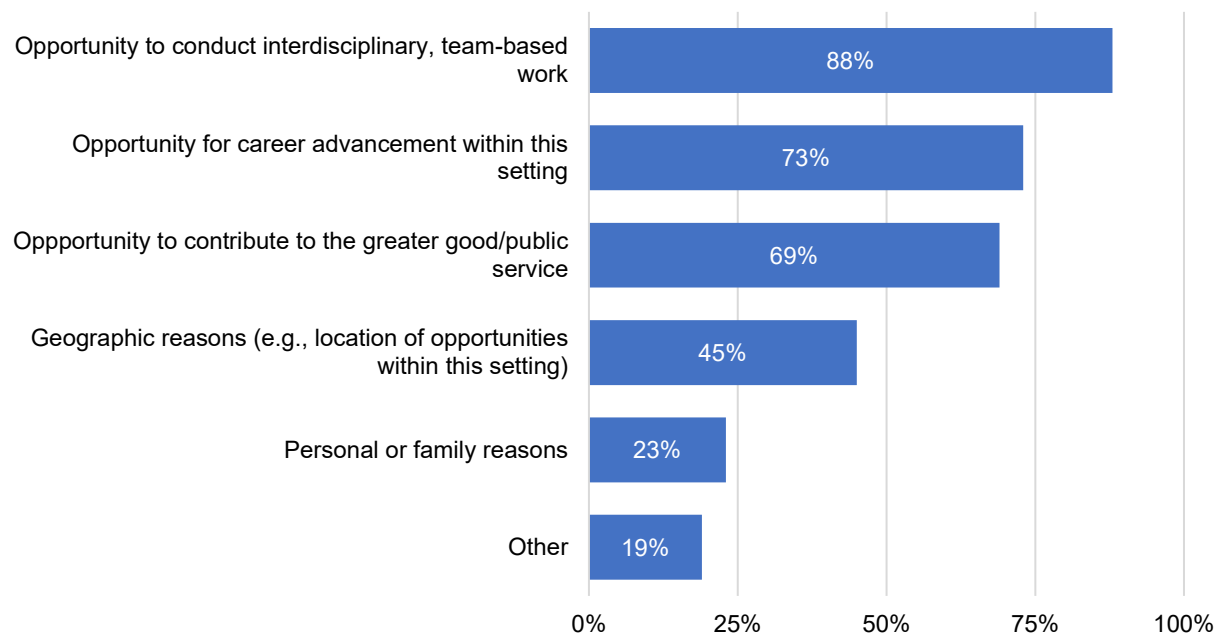 Opportunity to conduct interdisciplinary, team-based
work
88%
Opportunity for career advancement within this
setting
73%
Oppportunity to contribute to the greater good/public
service
69%
Geographic reasons (e.g., location of opportunities
within this setting)
45%
Personal or family reasons
23%
Other
19%
0% 25% 50% 75% 100%